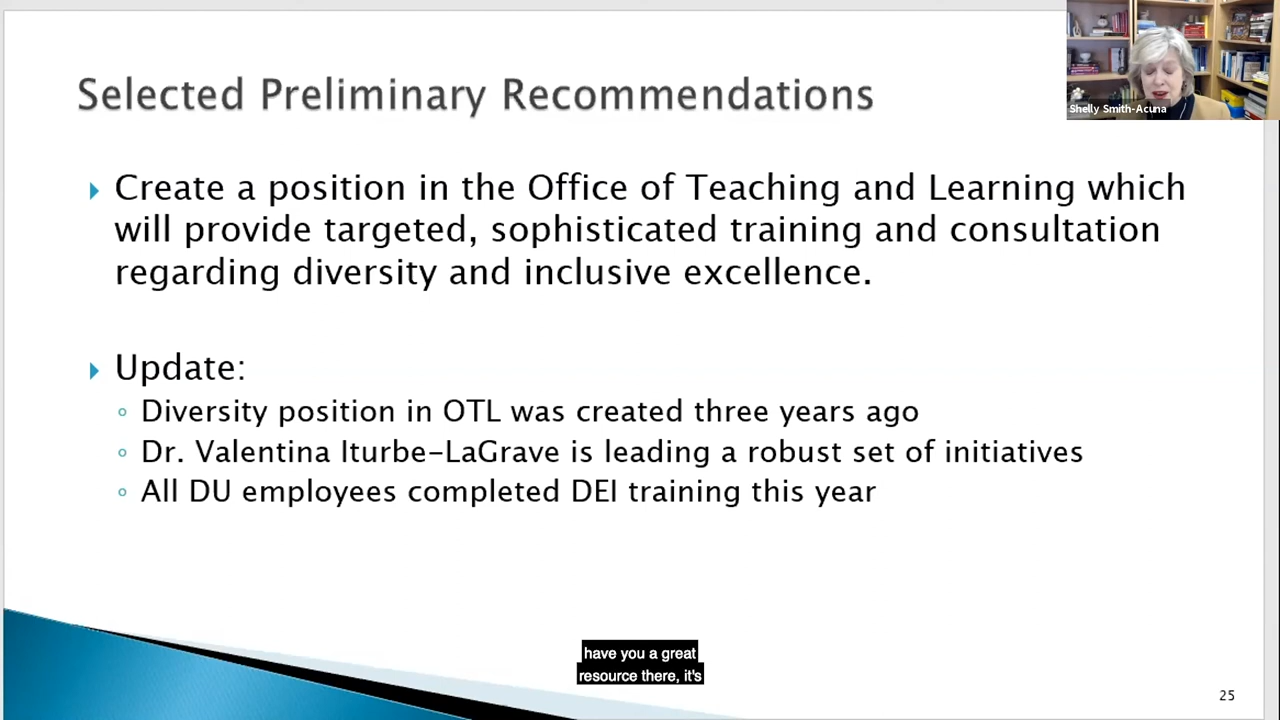 Selected Preliminary Recommendations
Shelly Smith-Acuna
Create a position in the Office of Teaching and Learning which
will provide targeted, sophisticated training and consultation
regarding diversity and inclusive excellence.
Update:
Diversity position in OTL was created three years ago
Dr. Valentina Iturbe-LaGrave is leading a robust set of initiatives
All DU employees completed DEI training this year
have you a great
resource there, it's
25